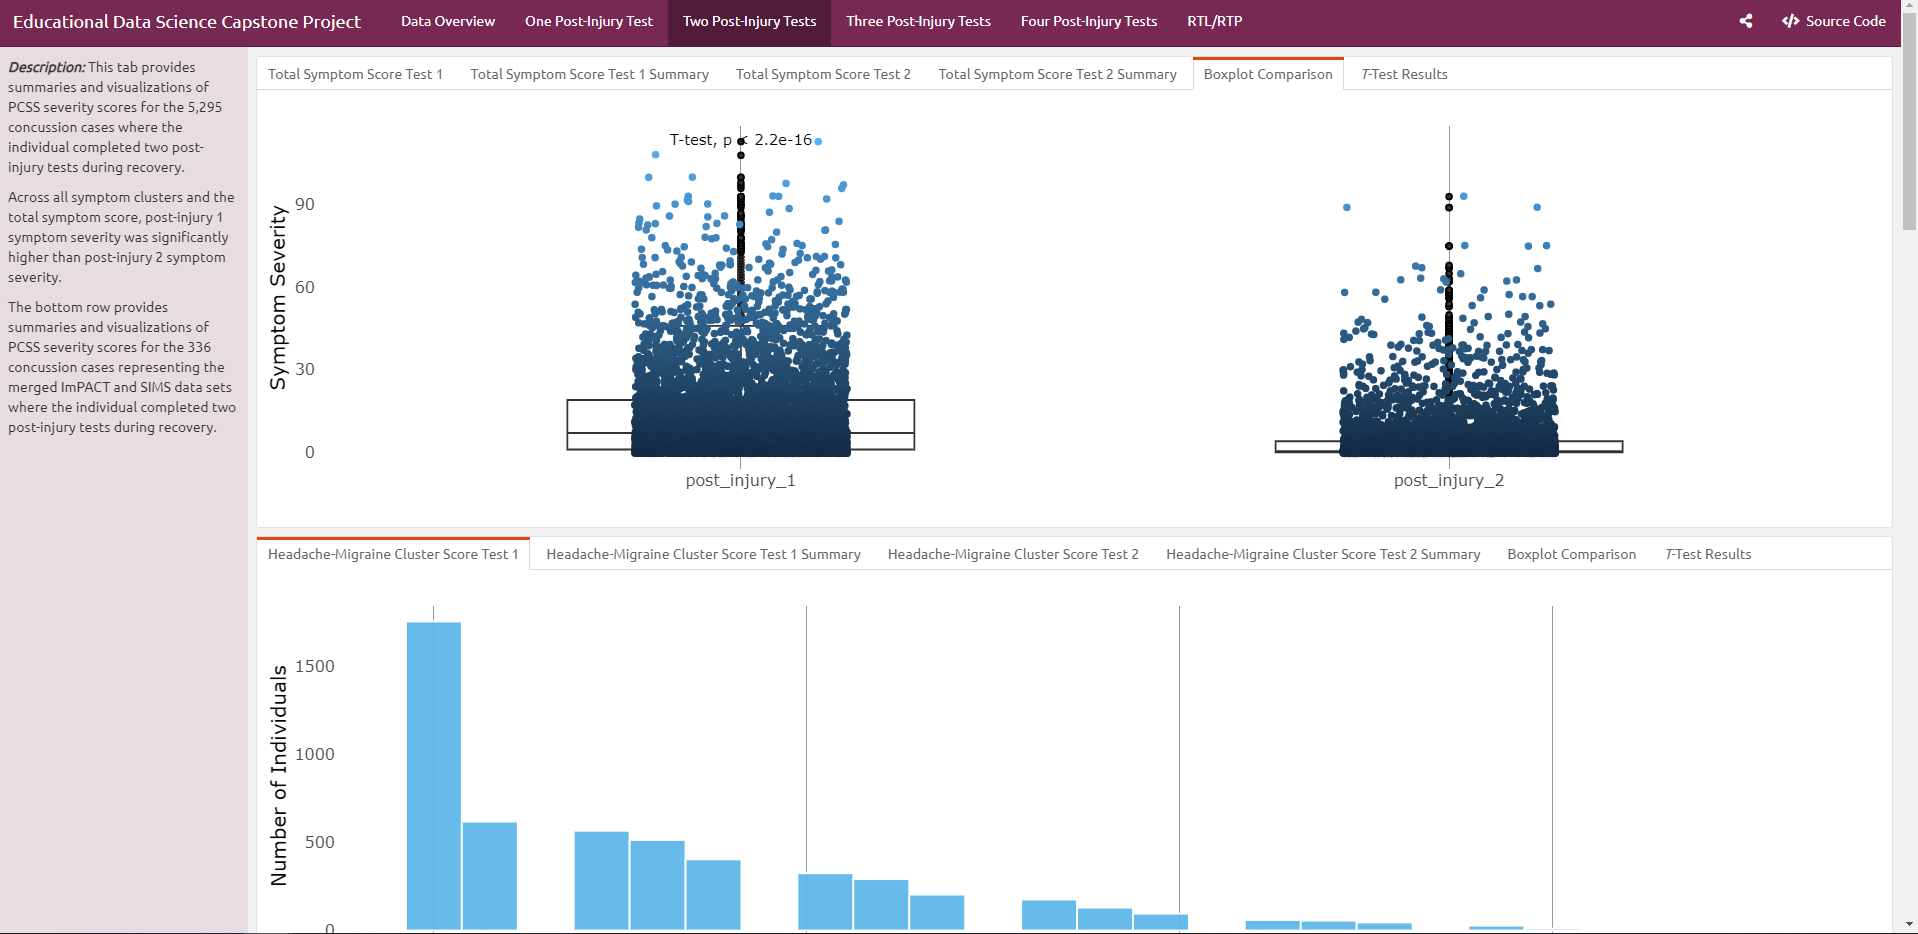 Educational Data Science Capstone Project
Data Overview
One Post-Injury Test
Two Post-Injury Tests
Three Post-Injury Tests
Four Post-Injury Tests
RTL/RTP
Source Code
Description: This tab provides
summaries and visualizations of
PCSS severity scores for the 5,295
concussion cases where the
individual completed two post-
injury tests during recovery.
Across all symptom clusters and the
total symptom score, post-injury 1
symptom severity was significantly
higher than post-injury 2 symptom
severity.
The bottom row provides
summaries and visualizations of
PCSS severity scores for the 336
concussion cases representing the
merged ImPACT and SIMS data sets
where the individual completed two
post-injury tests during recovery.
Total Symptom Score Test 1
Total Symptom Score Test 1 Summary
Total Symptom Score Test 2
Total Symptom Score Test 2 Summary
Boxplot Comparison
T-Test Results
T-test, p < 2.2e-16
Symptom Severity
90
60
30
0
post_injury_1
post_injury_2
Headache-Migraine Cluster Score Test 1
Headache-Migraine Cluster Score Test 1 Summary
Headache-Migraine Cluster Score Test 2
Headache-Migraine Cluster Score Test 2 Summary
Boxplot Comparison
T-Test Results
Number of Individuals
1500
1000
500
0